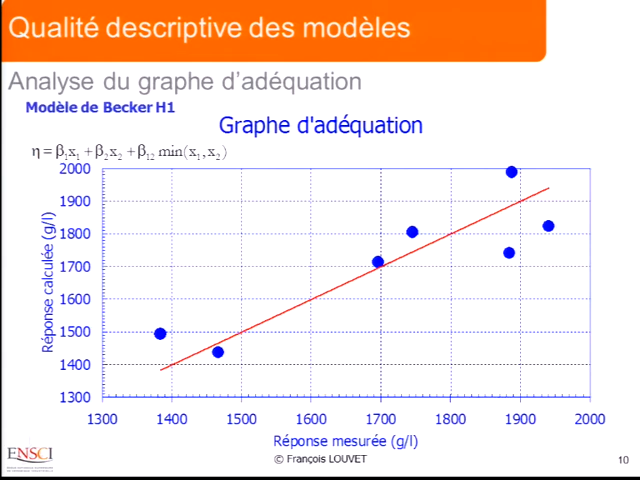 Qualité descriptive des modèles
Analyse du graphe d'adéquation
Modèle de Becker H1
Graphe d'adéquation
η = β₁x₁ + β₂x₂ + β₁₂ min(x₁, x₂)
Réponse calculée (g/l)
2000
1900
1800
1700
1600
1500
1400
1300
1300 1400 1500 1600 1700 1800 1900 2000
Réponse mesurée (g/l)
ENSCI
© François LOUVET
10